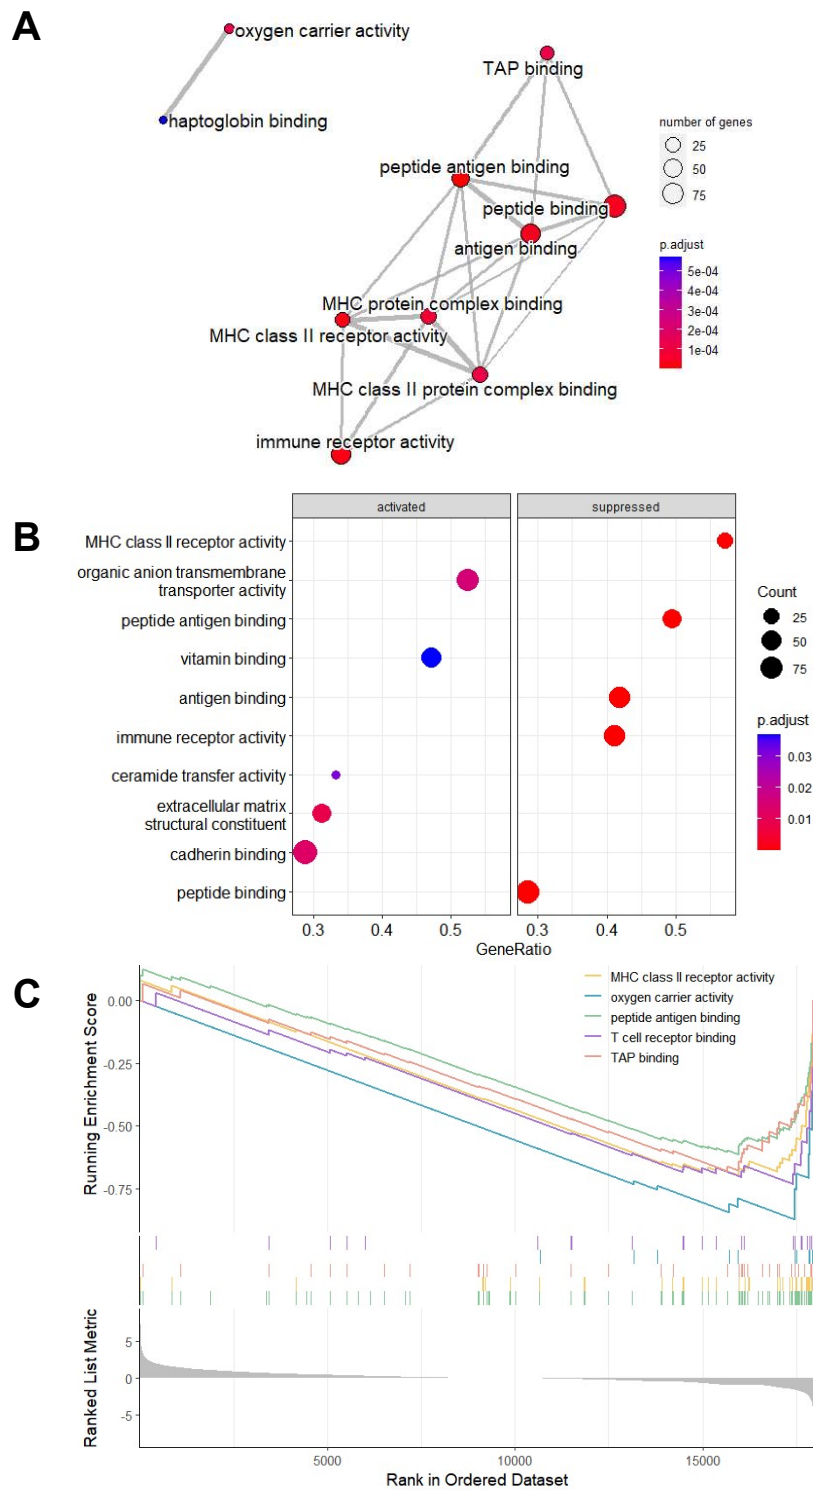 A
oxygen carrier activity
TAP binding
haptoglobin binding
number of genes
25
50
75
peptide antigen binding
peptide binding
antigen binding
p.adjust
5e-04
4e-04
3e-04
2e-04
1e-04
MHC protein complex binding
MHC class II receptor activity
MHC class II protein complex binding
immune receptor activity
B
activated
suppressed
MHC class II receptor activity
organic anion transmembrane
transporter activity
peptide antigen binding
vitamin binding
antigen binding
immune receptor activity
ceramide transfer activity
extracellular matrix
structural constituent
cadherin binding
peptide binding
0.3
0.4
0.5
0.3
0.4
0.5
GeneRatio
Count
25
50
75
p.adjust
0.03
0.02
0.01
C
Running Enrichment Score
0.00
-0.25
-0.50
-0.75
MHC class II receptor activity
oxygen carrier activity
peptide antigen binding
T cell receptor binding
TAP binding
Ranked List Metric
5
0
-5
5000
10000
15000
Rank in Ordered Dataset